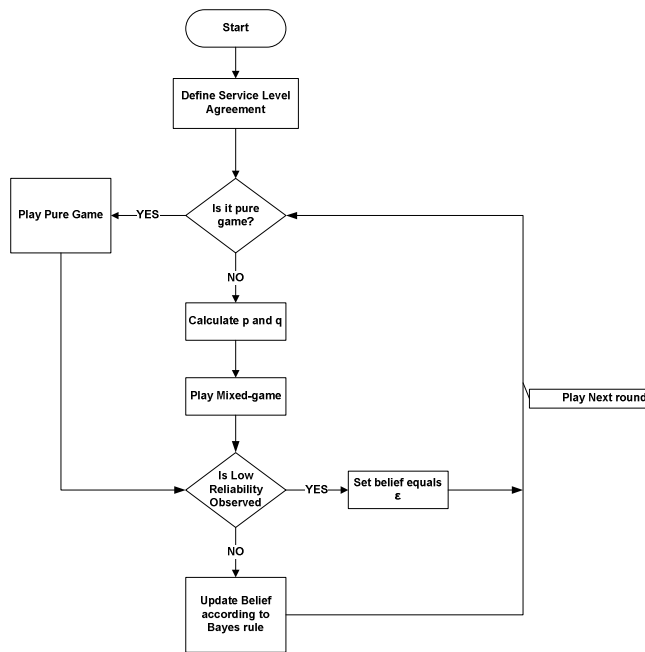 Start
Define Service Level
Agreement
Is it pure
game?
YES
Play Pure Game
NO
Calculate p and q
Play Mixed-game
Play Next round
Is Low
Reliability
Observed
YES
Set belief equals
ε
NO
Update Belief
according to
Bayes rule